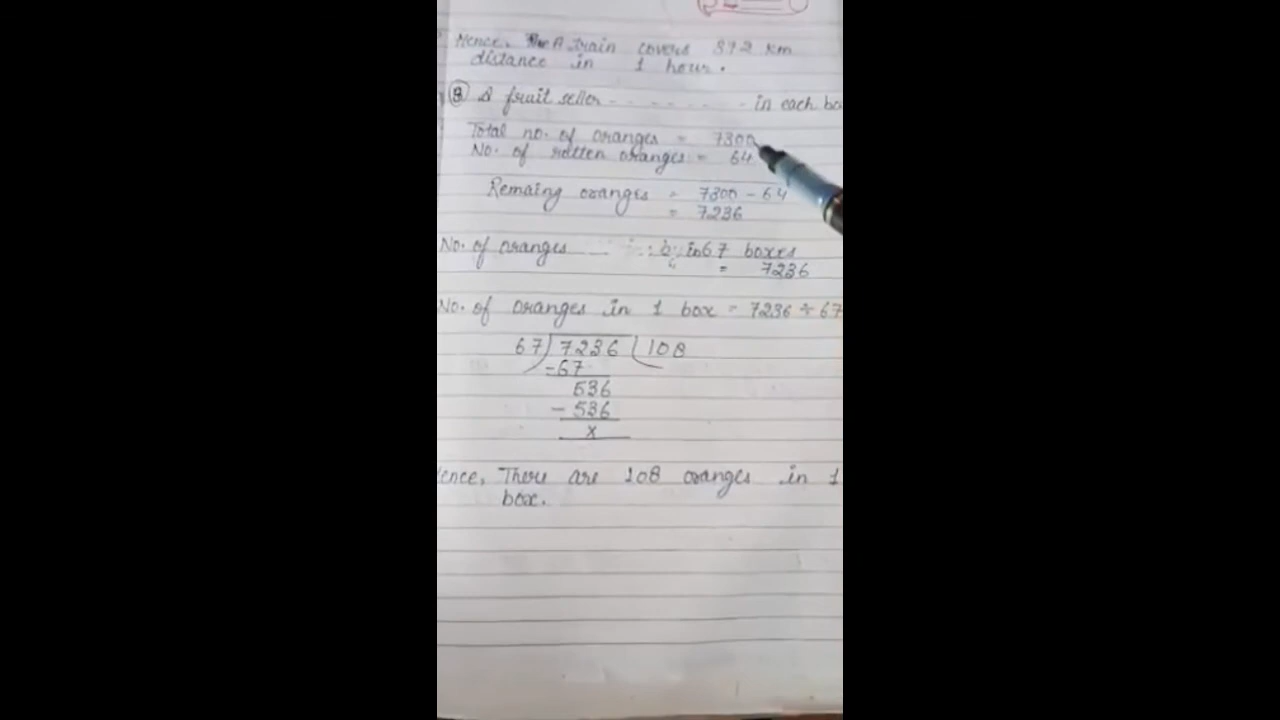 Hence, A train covers 372 km
distance in 1 hour.
8 A fruit seller - - - - - - - in each bo
Total no. of oranges = 7300
No. of rotten oranges = 64
Remaing oranges = 7300 - 64
= 7236
No. of oranges in 67 boxes
= 7236
No. of oranges in 1 box = 7236 ÷ 67
67) 7236 (108
= 67
536
- 536
x
ence, There are 108 oranges in 1
box.